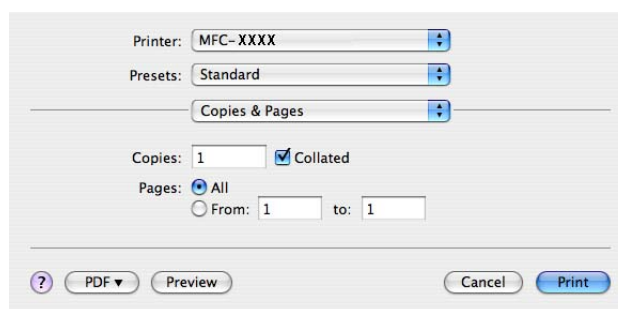 Printer: MFC-XXXX
Presets: Standard
Copies & Pages
Copies: 1 Collated
Pages: All
From: 1 to: 1
? PDF ▼ Preview Cancel Print